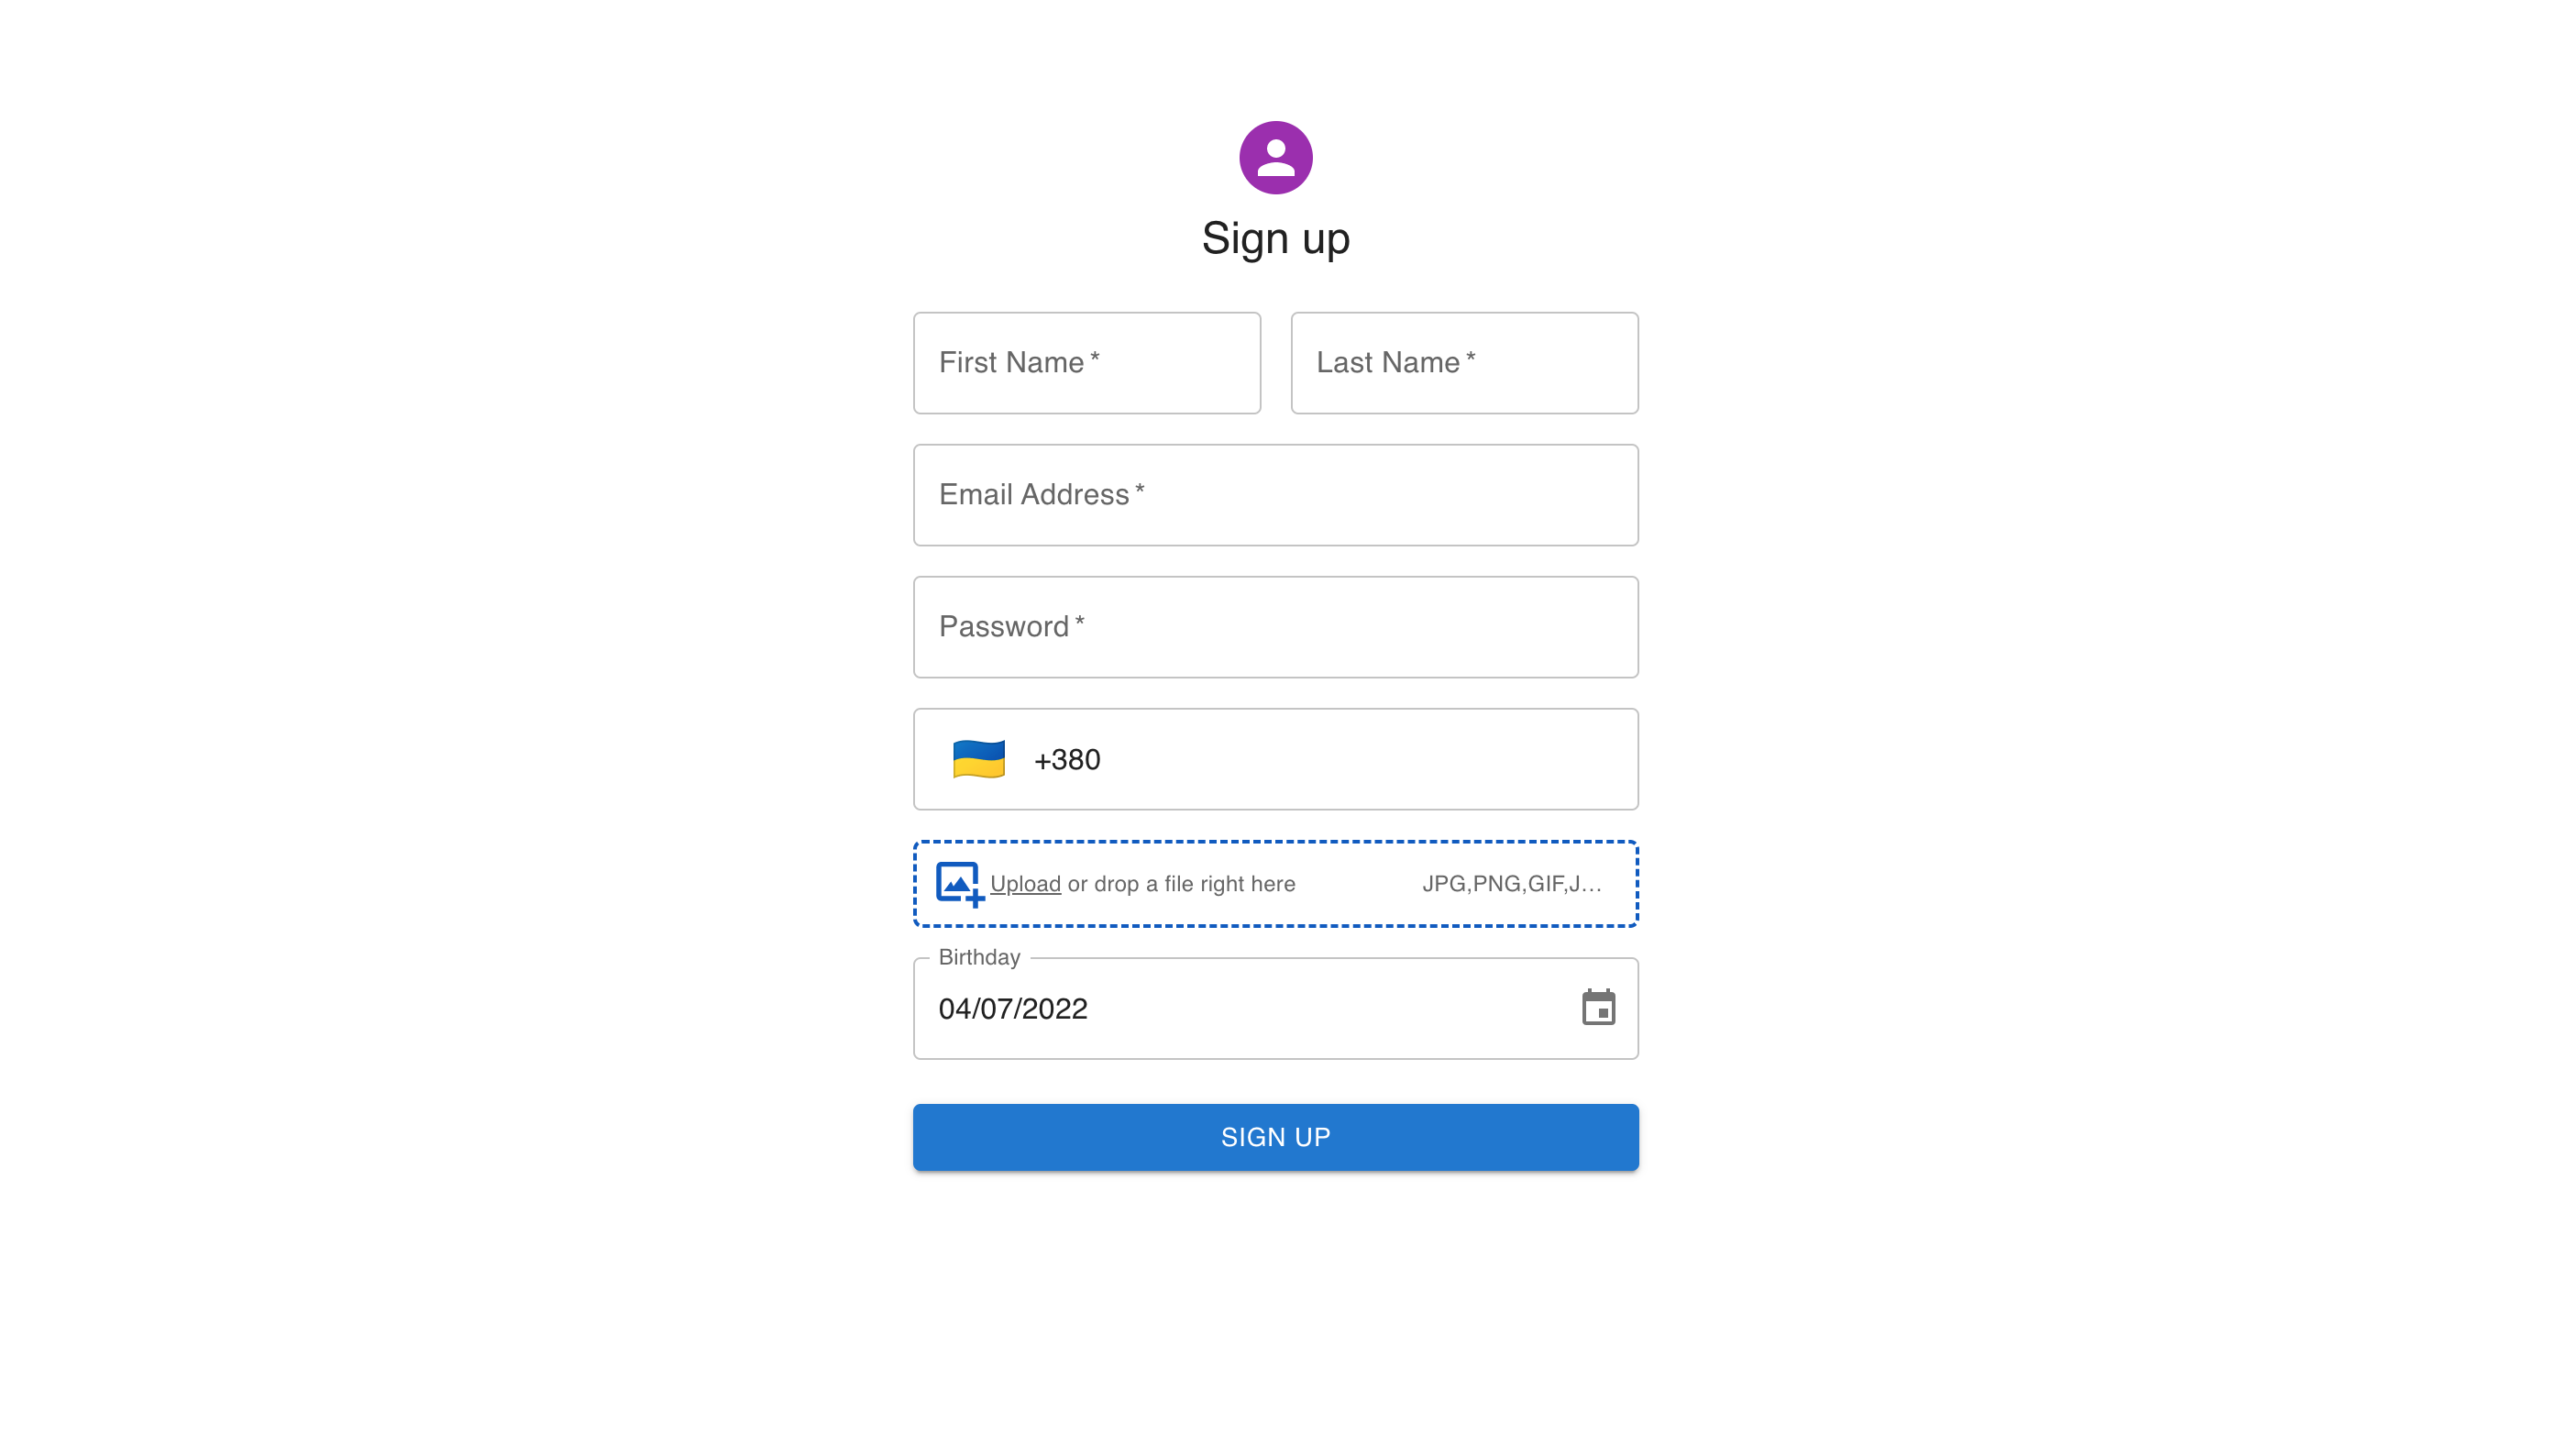 Sign up
First Name *
Last Name *
Email Address *
Password *
+380
Upload or drop a file right here
JPG,PNG,GIF,J...
Birthday
04/07/2022
SIGN UP